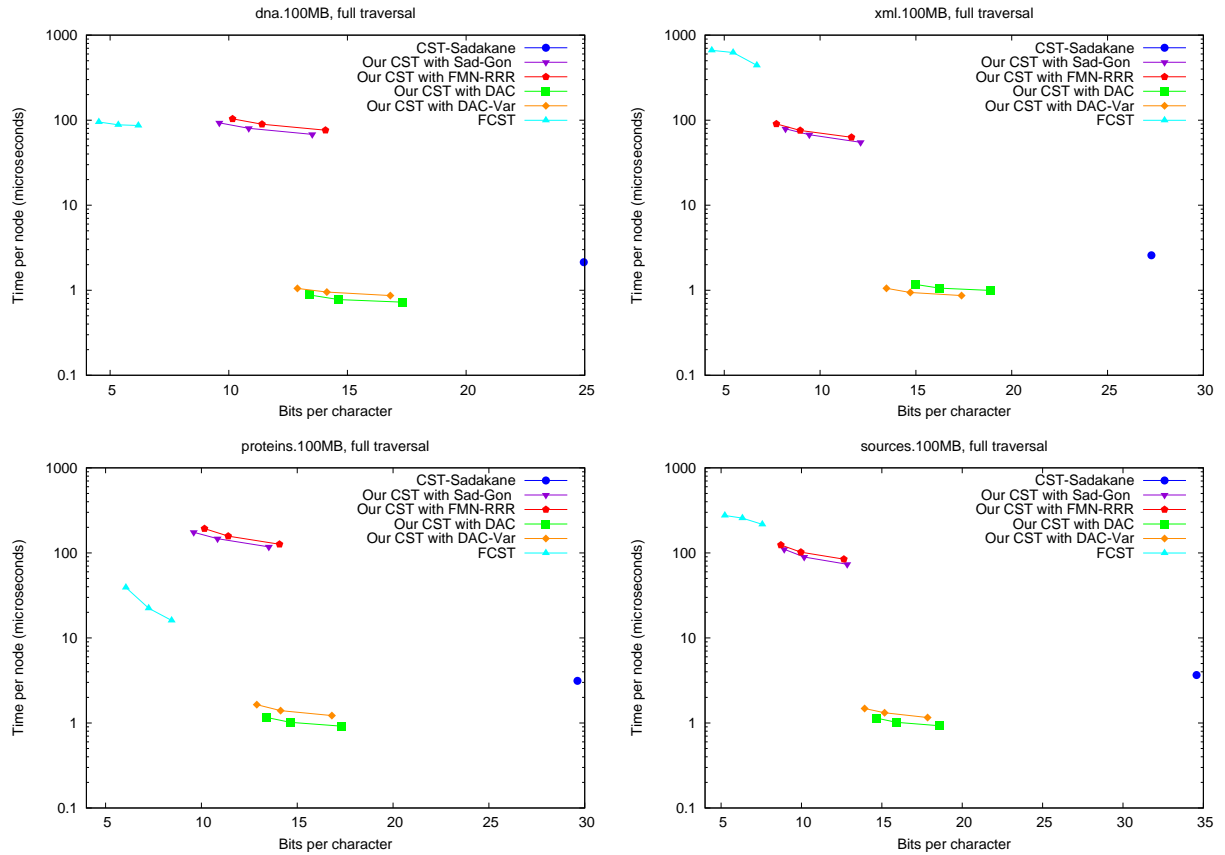 dna.100MB, full traversal
1000
100
10
1
0.1
5
10
15
20
25
Time per node (microseconds)
Bits per character
CST-Sadakane
Our CST with Sad-Gon
Our CST with FMN-RRR
Our CST with DAC
Our CST with DAC-Var
FCST
xml.100MB, full traversal
1000
100
10
1
0.1
5
10
15
20
25
30
Time per node (microseconds)
Bits per character
CST-Sadakane
Our CST with Sad-Gon
Our CST with FMN-RRR
Our CST with DAC
Our CST with DAC-Var
FCST
proteins.100MB, full traversal
1000
100
10
1
0.1
5
10
15
20
25
30
Time per node (microseconds)
Bits per character
CST-Sadakane
Our CST with Sad-Gon
Our CST with FMN-RRR
Our CST with DAC
Our CST with DAC-Var
FCST
sources.100MB, full traversal
1000
100
10
1
0.1
5
10
15
20
25
30
35
Time per node (microseconds)
Bits per character
CST-Sadakane
Our CST with Sad-Gon
Our CST with FMN-RRR
Our CST with DAC
Our CST with DAC-Var
FCST